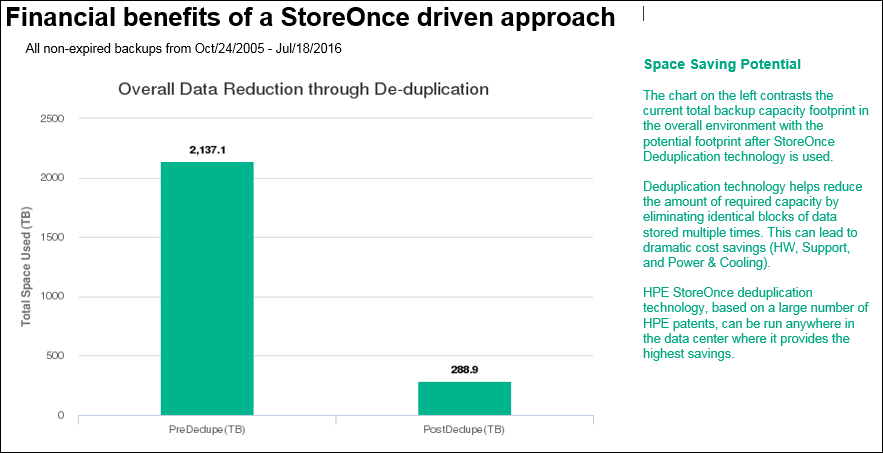 Financial benefits of a StoreOnce driven approach
All non-expired backups from Oct/24/2005 - Jul/18/2016
Overall Data Reduction through De-duplication
Total Space Used (TB)
2500
2000
1500
1000
500
0
2,137.1
288.9
PreDedupe(TB)
PostDedupe(TB)
Space Saving Potential
The chart on the left contrasts the
current total backup capacity footprint in
the overall environment with the
potential footprint after StoreOnce
Deduplication technology is used.
Deduplication technology helps reduce
the amount of required capacity by
eliminating identical blocks of data
stored multiple times. This can lead to
dramatic cost savings (HW, Support,
and Power & Cooling).
HPE StoreOnce deduplication
technology, based on a large number of
HPE patents, can be run anywhere in
the data center where it provides the
highest savings.